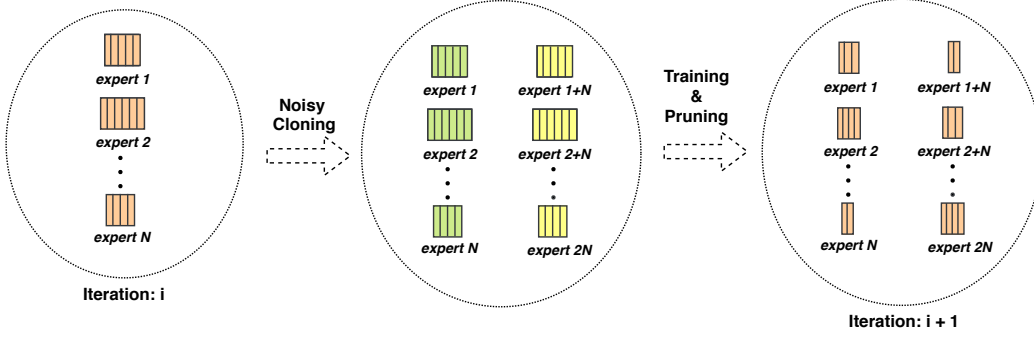 expert 1
expert 2
expert N
Iteration: i
Noisy
Cloning
expert 1
expert 1+N
expert 2
expert 2+N
expert N
expert 2N
Training
&
Pruning
expert 1
expert 1+N
expert 2
expert 2+N
expert N
expert 2N
Iteration: i + 1